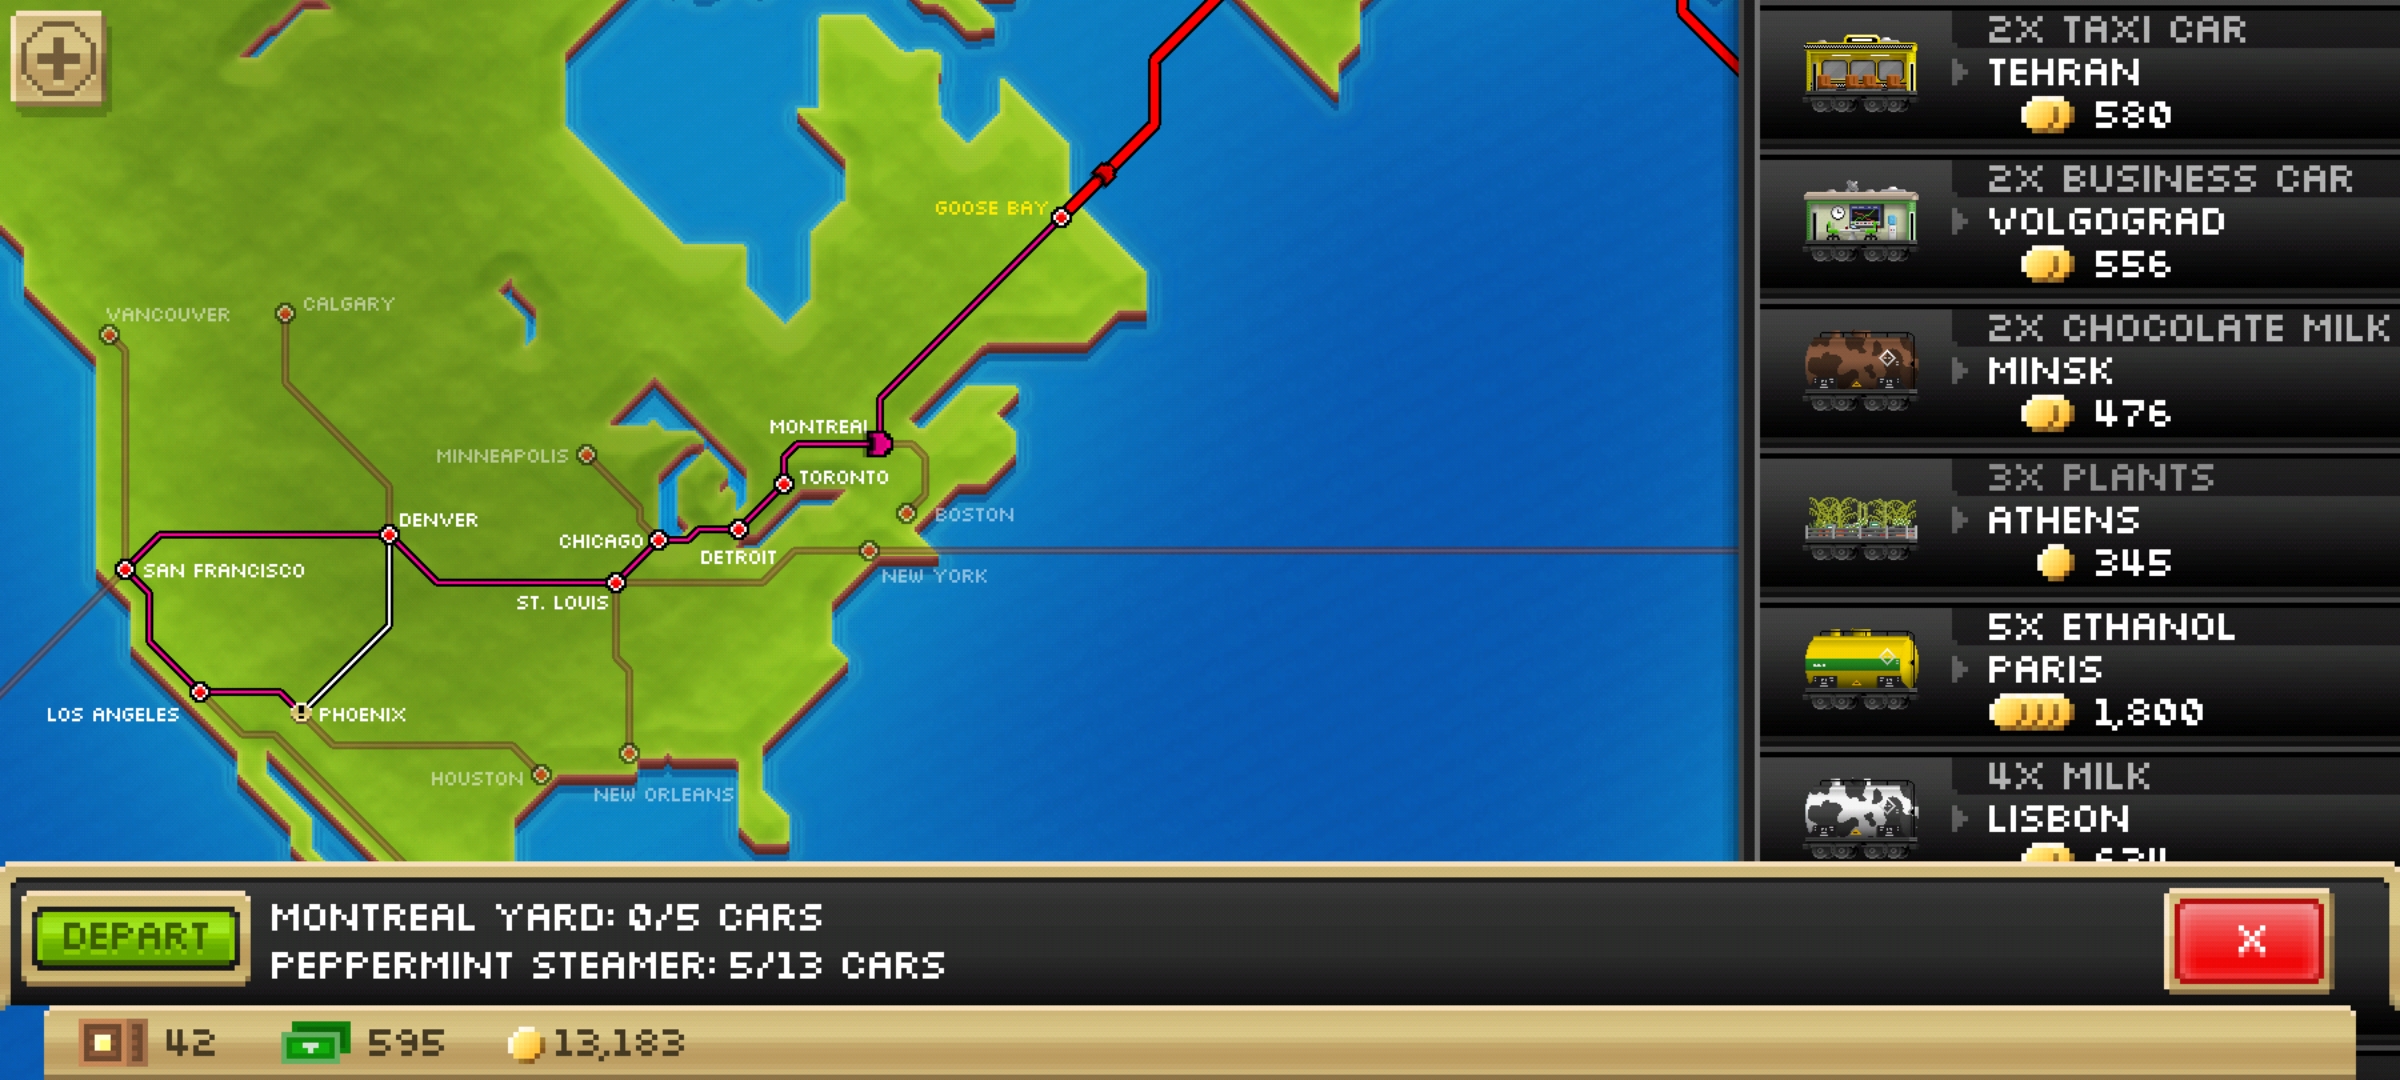 GOOSE BAY
VANCOUVER
CALGARY
MONTREAL
MINNEAPOLIS
TORONTO
BOSTON
DENVER
CHICAGO
DETROIT
SAN FRANCISCO
NEW YORK
ST. LOUIS
LOS ANGELES
PHOENIX
HOUSTON
NEW ORLEANS
2X TAXI CAR
TEHRAN
580
2X BUSINESS CAR
VOLGOGRAD
556
2X CHOCOLATE MILK
MINSK
476
3X PLANTS
ATHENS
345
5X ETHANOL
PARIS
1,800
4X MILK
LISBON
DEPART
MONTREAL YARD: 0/5 CARS
PEPPERMINT STEAMER: 5/13 CARS
X
42
595
13,183